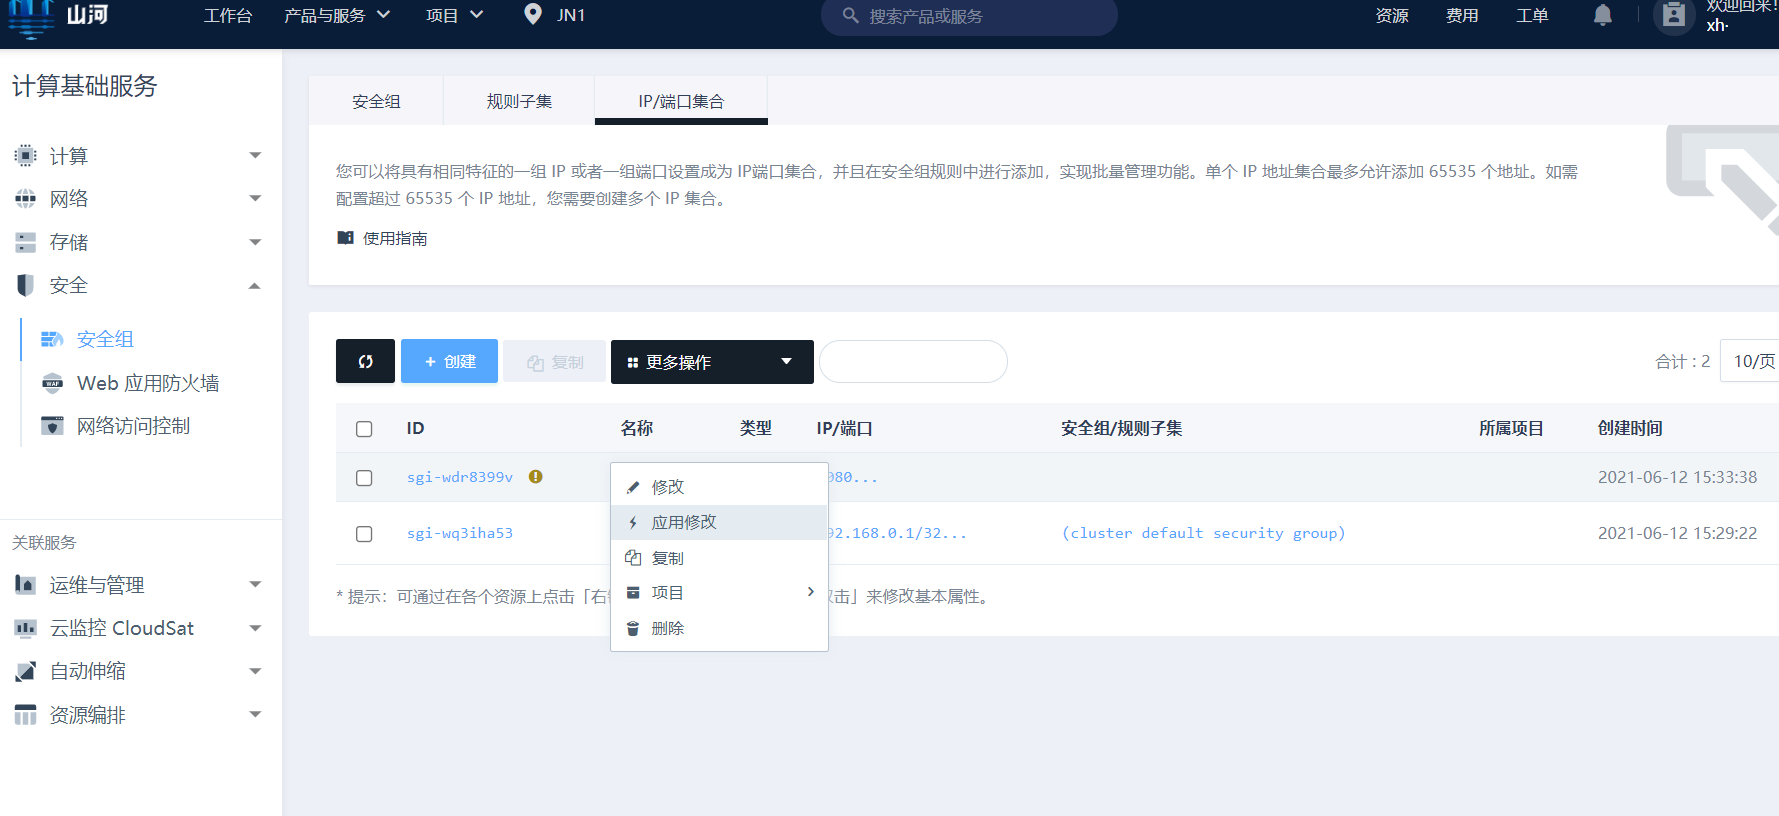 山河 工作台 产品与服务 项目 JN1 搜索产品或服务 资源 费用 工单 欢迎回来!
xh·
计算基础服务
计算
网络
存储
安全
安全组
Web 应用防火墙
网络访问控制
关联服务
运维与管理
云监控 CloudSat
自动伸缩
资源编排
安全组 规则子集 IP/端口集合
您可以将具有相同特征的一组 IP 或者一组端口设置成为 IP端口集合，并且在安全组规则中进行添加，实现批量管理功能。单个 IP 地址集合最多允许添加 65535 个地址。如需
配置超过 65535 个 IP 地址，您需要创建多个 IP 集合。
使用指南
+ 创建 复制 更多操作 合计 : 2 10/页
ID 名称 类型 IP/端口 安全组/规则子集 所属项目 创建时间
sgi-wdr8399v 080... 2021-06-12 15:33:38
sgi-wq3iha53 92.168.0.1/32... (cluster default security group) 2021-06-12 15:29:22
* 提示：可通过在各个资源上点击「右 击」来修改基本属性。
修改
应用修改
复制
项目
删除